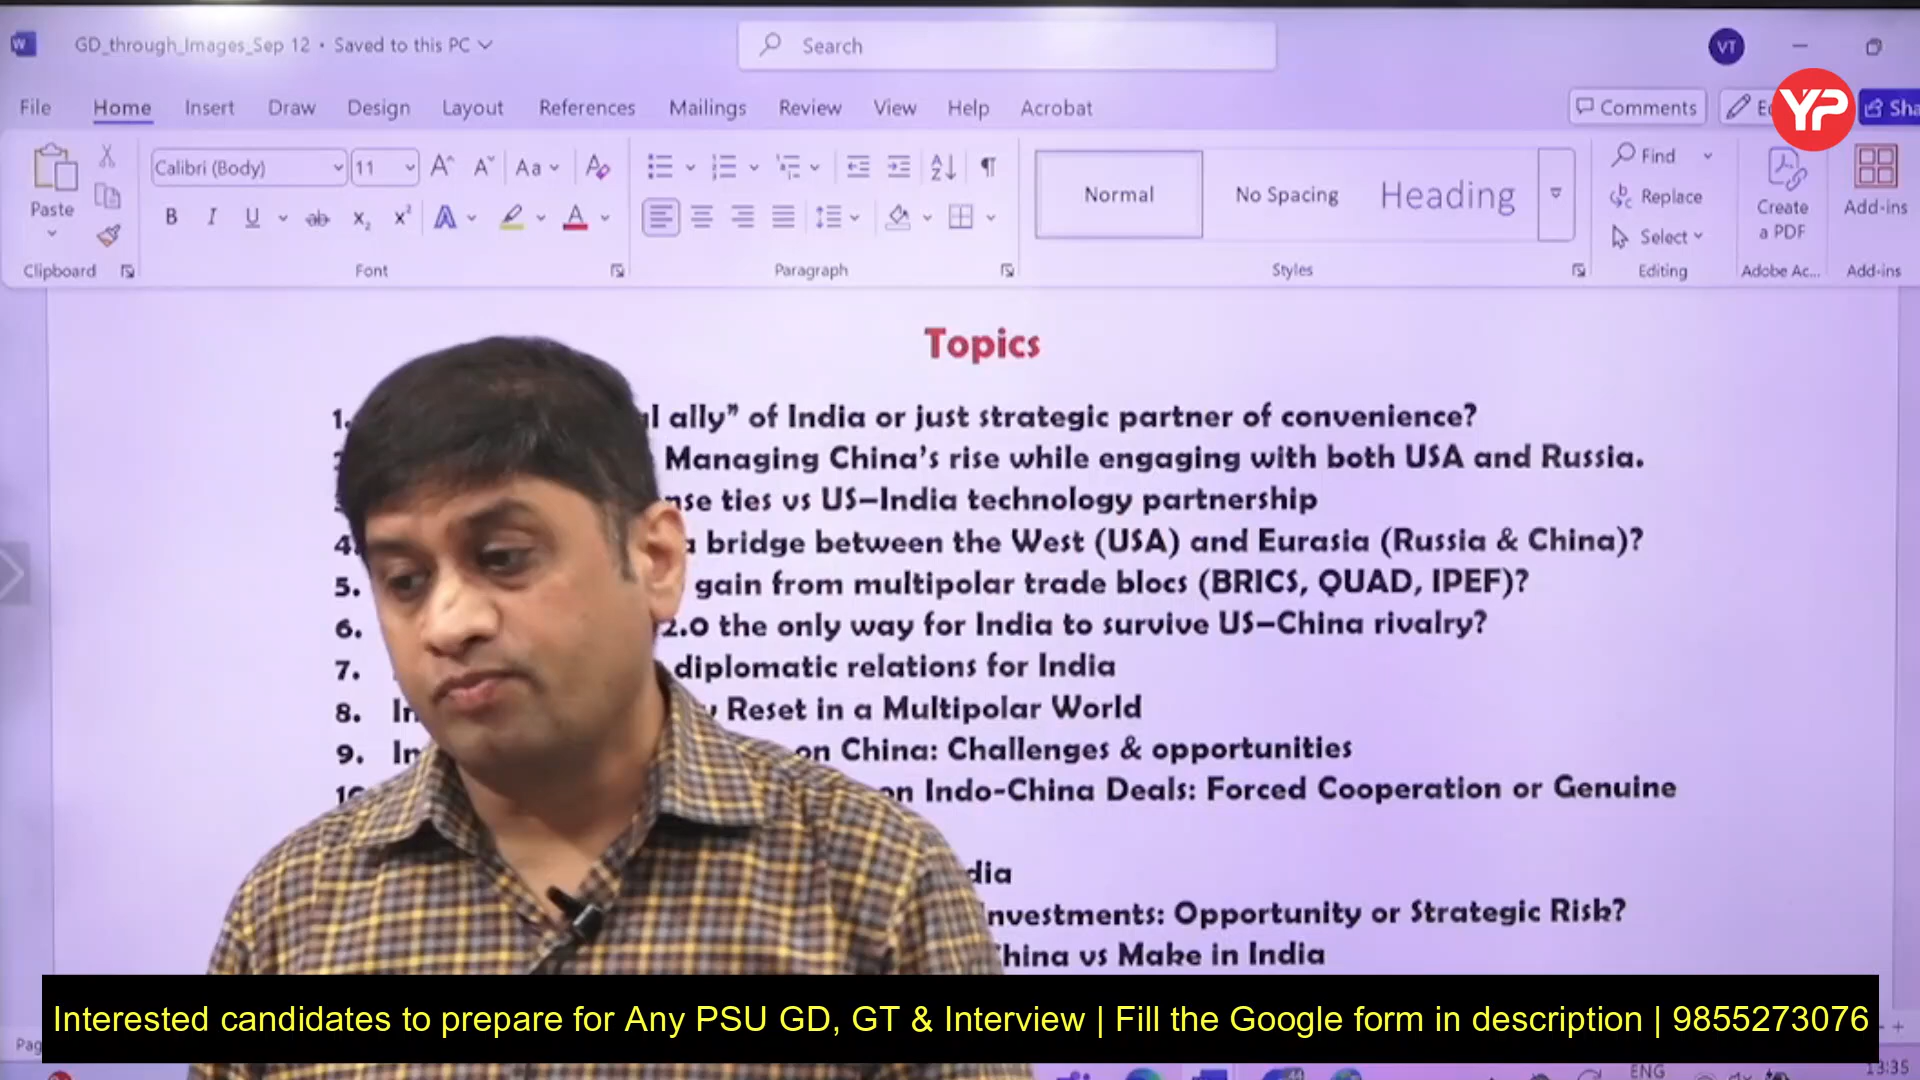 GD_through_Images_Sep 12 • Saved to this PC
Search
VT
File Home Insert Draw Design Layout References Mailings Review View Help Acrobat
Comments
YP
Calibri (Body) 11 Aa
Find
Paste
Normal No Spacing Heading
Replace
Create a PDF
Add-ins
B I U ab
Select
Clipboard Font Paragraph Styles Editing Adobe Ac... Add-ins
Topics
1. ally” of India or just strategic partner of convenience?
Managing China’s rise while engaging with both USA and Russia.
ties vs US–India technology partnership
4. bridge between the West (USA) and Eurasia (Russia & China)?
5. gain from multipolar trade blocs (BRICS, QUAD, IPEF)?
6. 2.0 the only way for India to survive US–China rivalry?
7. diplomatic relations for India
8. Reset in a Multipolar World
9. on China: Challenges & opportunities
on Indo-China Deals: Forced Cooperation or Genuine
Investments: Opportunity or Strategic Risk?
China vs Make in India
Interested candidates to prepare for Any PSU GD, GT & Interview | Fill the Google form in description | 9855273076
ENG
13:35